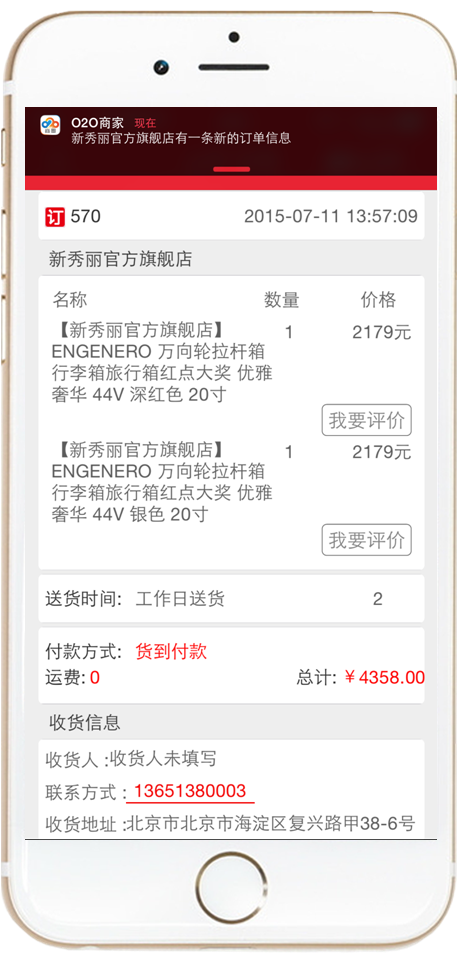 O2O商家 现在
新秀丽官方旗舰店有一条新的订单信息
订 570 2015-07-11 13:57:09
新秀丽官方旗舰店
名称 数量 价格
【新秀丽官方旗舰店】 1 2179元
ENGENERO 万向轮拉杆箱
行李箱旅行箱红点大奖 优雅
奢华 44V 深红色 20寸
我要评价
【新秀丽官方旗舰店】 1 2179元
ENGENERO 万向轮拉杆箱
行李箱旅行箱红点大奖 优雅
奢华 44V 银色 20寸
我要评价
送货时间: 工作日送货 2
付款方式: 货到付款
运费: 0 总计: ￥4358.00
收货信息
收货人 :收货人未填写
联系方式 : 13651380003
收货地址 :北京市北京市海淀区复兴路甲38-6号